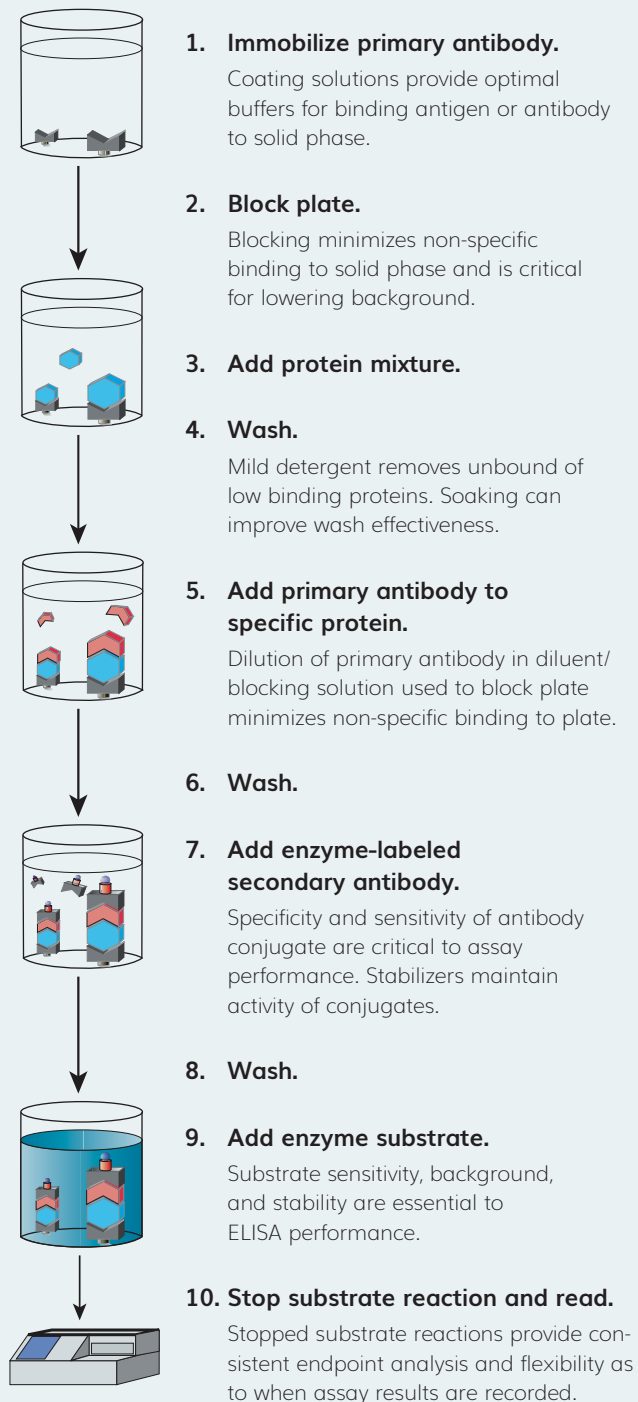 1. Immobilize primary antibody.
Coating solutions provide optimal
buffers for binding antigen or antibody
to solid phase.
2. Block plate.
Blocking minimizes non-specific
binding to solid phase and is critical
for lowering background.
3. Add protein mixture.
4. Wash.
Mild detergent removes unbound of
low binding proteins. Soaking can
improve wash effectiveness.
5. Add primary antibody to
specific protein.
Dilution of primary antibody in diluent/
blocking solution used to block plate
minimizes non-specific binding to plate.
6. Wash.
7. Add enzyme-labeled
secondary antibody.
Specificity and sensitivity of antibody
conjugate are critical to assay
performance. Stabilizers maintain
activity of conjugates.
8. Wash.
9. Add enzyme substrate.
Substrate sensitivity, background,
and stability are essential to
ELISA performance.
10. Stop substrate reaction and read.
Stopped substrate reactions provide con-
sistent endpoint analysis and flexibility as
to when assay results are recorded.